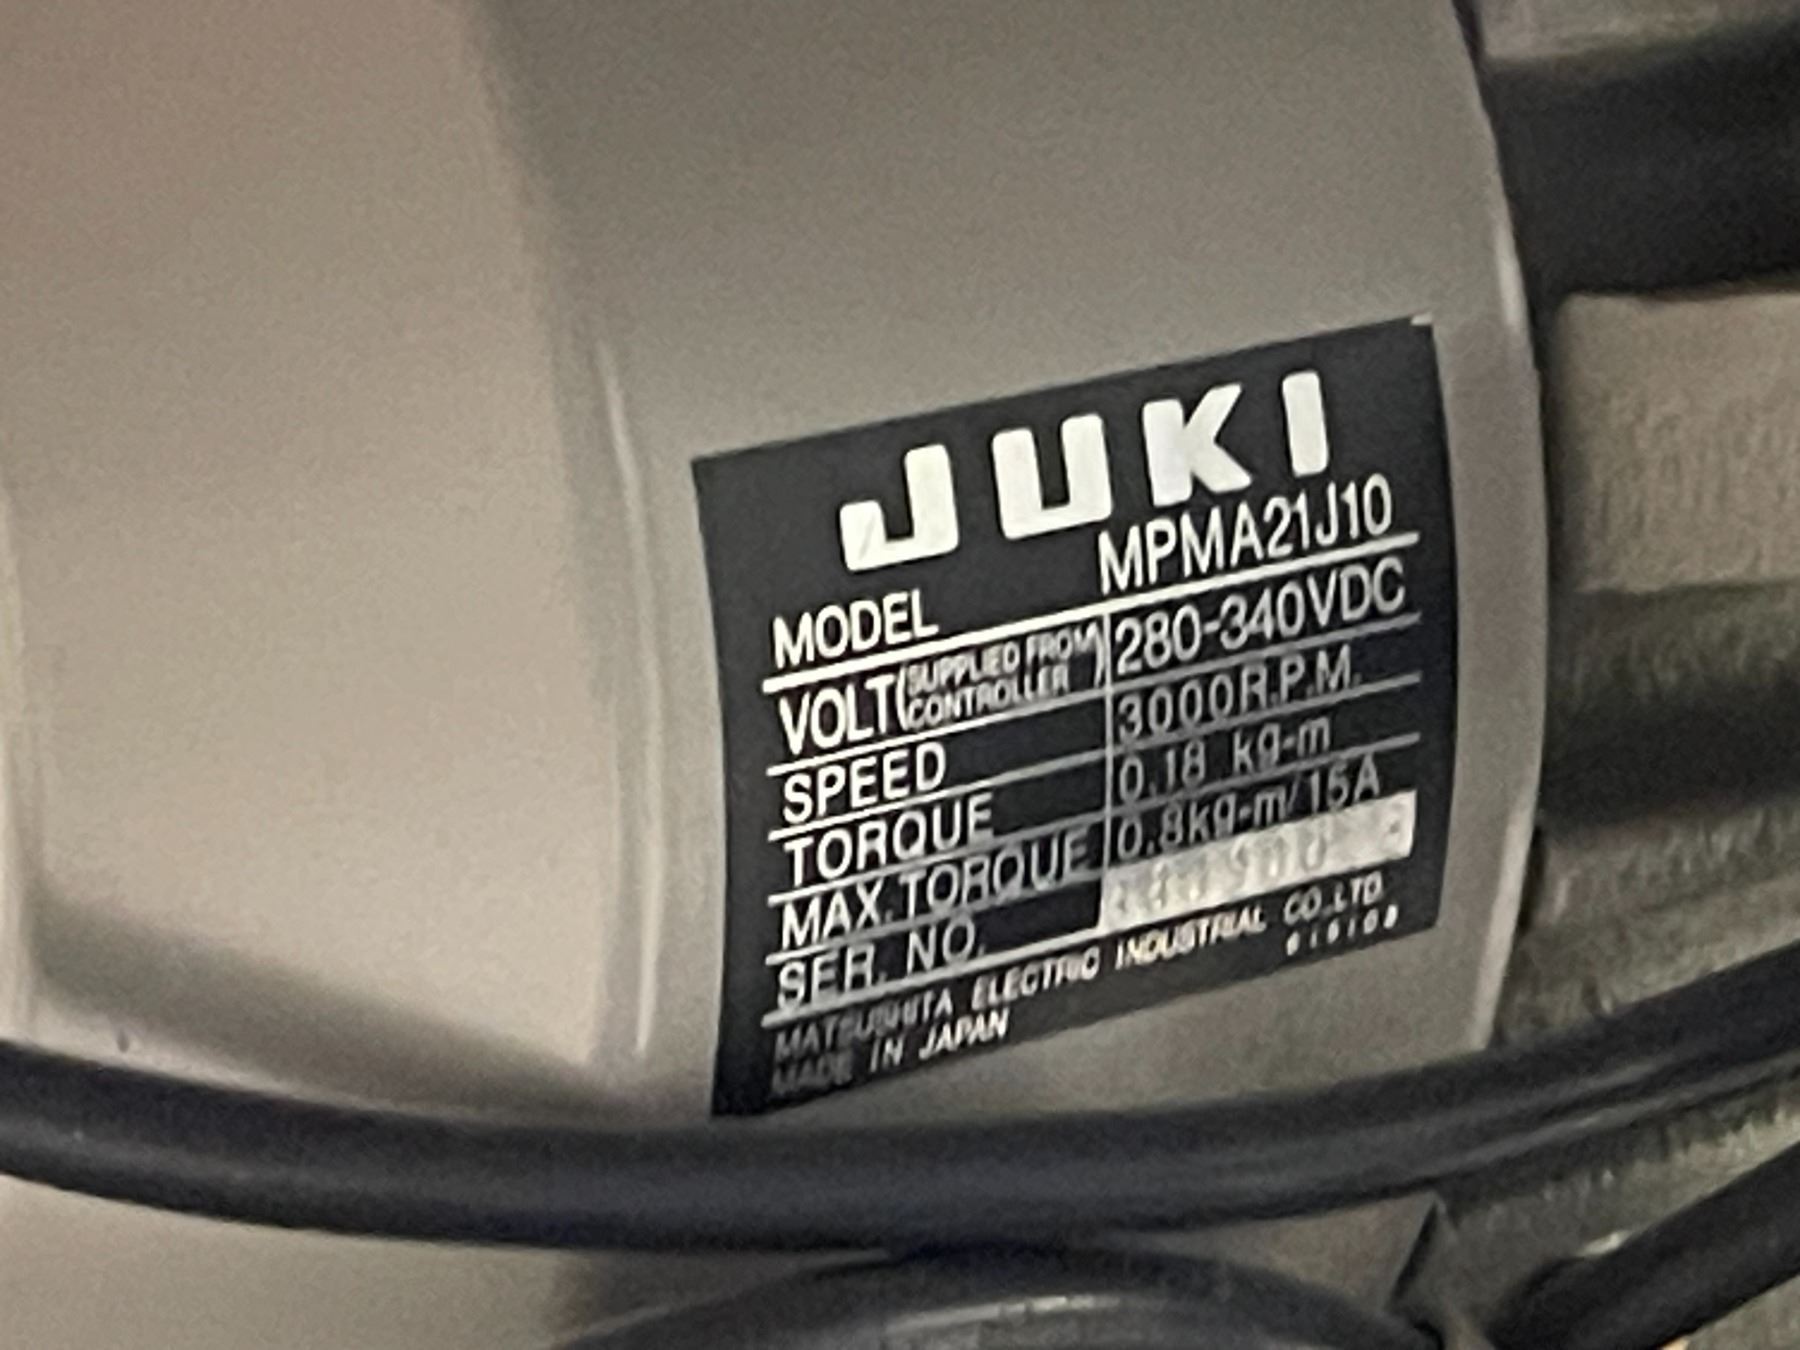 JUKI
MODEL MPMA21J10
VOLT (SUPPLIED FROM CONTROLLER) 280-340VDC
SPEED 3000R.P.M.
TORQUE 0.18 kg-m
MAX.TORQUE 0.8kg-m/15A
SER. NO.
MATSUSHITA ELECTRIC INDUSTRIAL CO.,LTD.
MADE IN JAPAN